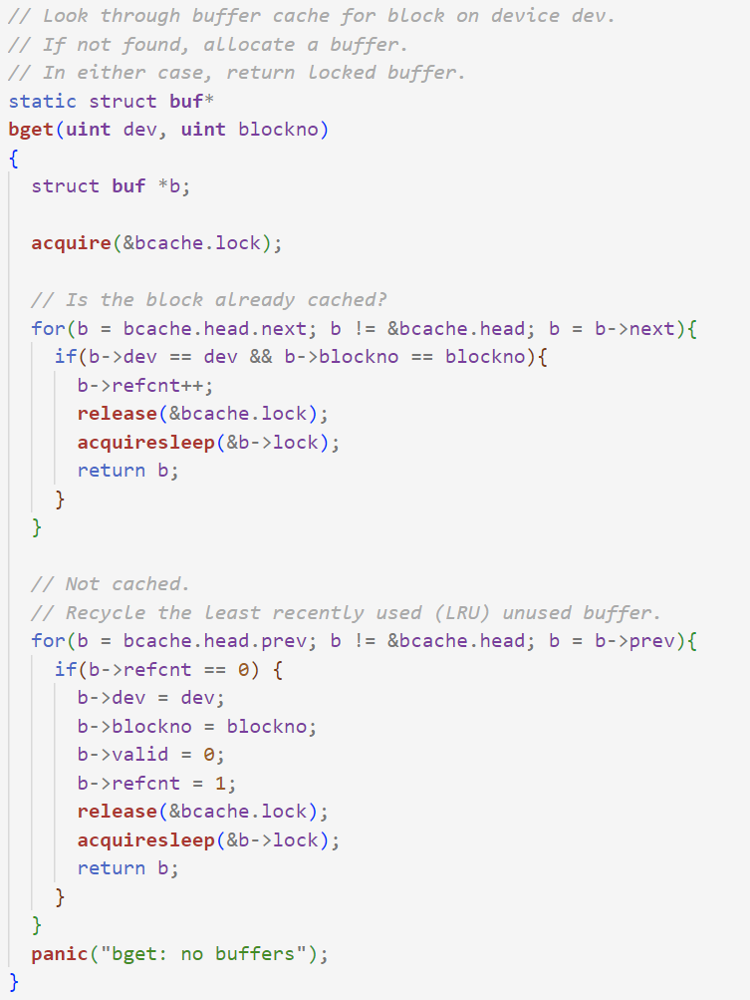 // Look through buffer cache for block on device dev.
// If not found, allocate a buffer.
// In either case, return locked buffer.
static struct buf*
bget(uint dev, uint blockno)
{
  struct buf *b;

  acquire(&bcache.lock);

  // Is the block already cached?
  for(b = bcache.head.next; b != &bcache.head; b = b->next){
    if(b->dev == dev && b->blockno == blockno){
      b->refcnt++;
      release(&bcache.lock);
      acquiresleep(&b->lock);
      return b;
    }
  }

  // Not cached.
  // Recycle the least recently used (LRU) unused buffer.
  for(b = bcache.head.prev; b != &bcache.head; b = b->prev){
    if(b->refcnt == 0) {
      b->dev = dev;
      b->blockno = blockno;
      b->valid = 0;
      b->refcnt = 1;
      release(&bcache.lock);
      acquiresleep(&b->lock);
      return b;
    }
  }
  panic("bget: no buffers");
}